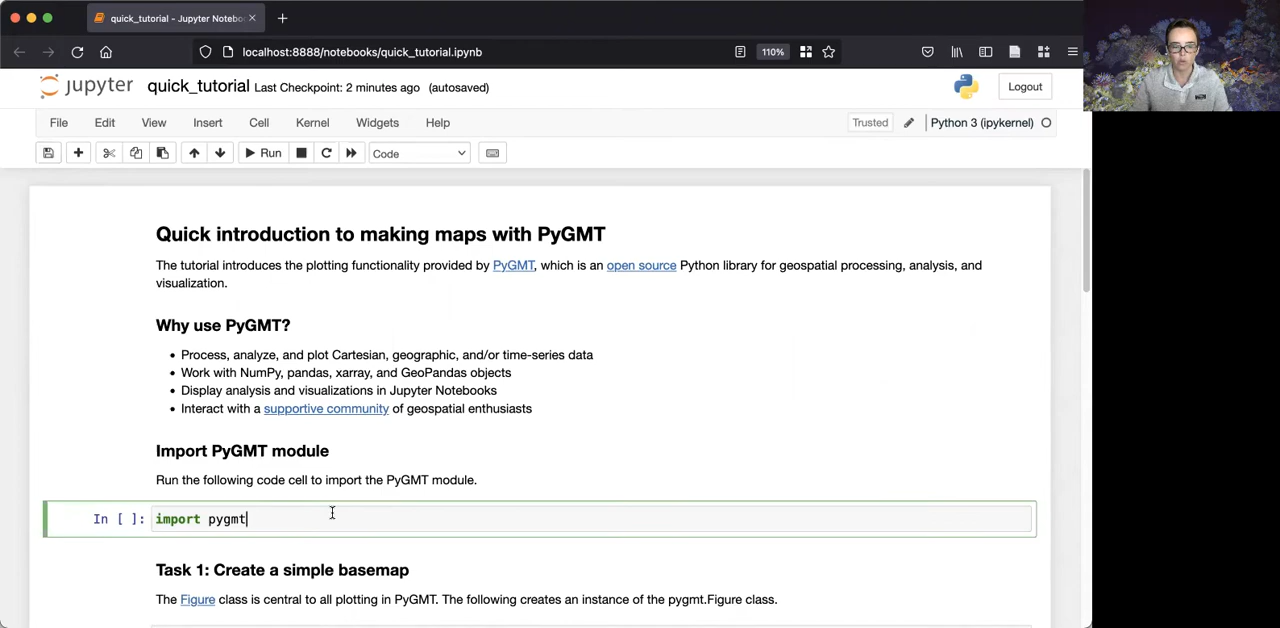 quick_tutorial - Jupyter Notebo
localhost:8888/notebooks/quick_tutorial.ipynb
110%
jupyter quick_tutorial Last Checkpoint: 2 minutes ago (autosaved)
Logout
File Edit View Insert Cell Kernel Widgets Help
Trusted
Python 3 (ipykernel)
Run
Code
Quick introduction to making maps with PyGMT
The tutorial introduces the plotting functionality provided by PyGMT, which is an open source Python library for geospatial processing, analysis, and
visualization.
Why use PyGMT?
• Process, analyze, and plot Cartesian, geographic, and/or time-series data
• Work with NumPy, pandas, xarray, and GeoPandas objects
• Display analysis and visualizations in Jupyter Notebooks
• Interact with a supportive community of geospatial enthusiasts
Import PyGMT module
Run the following code cell to import the PyGMT module.
In [ ]: import pygmt
Task 1: Create a simple basemap
The Figure class is central to all plotting in PyGMT. The following creates an instance of the pygmt.Figure class.